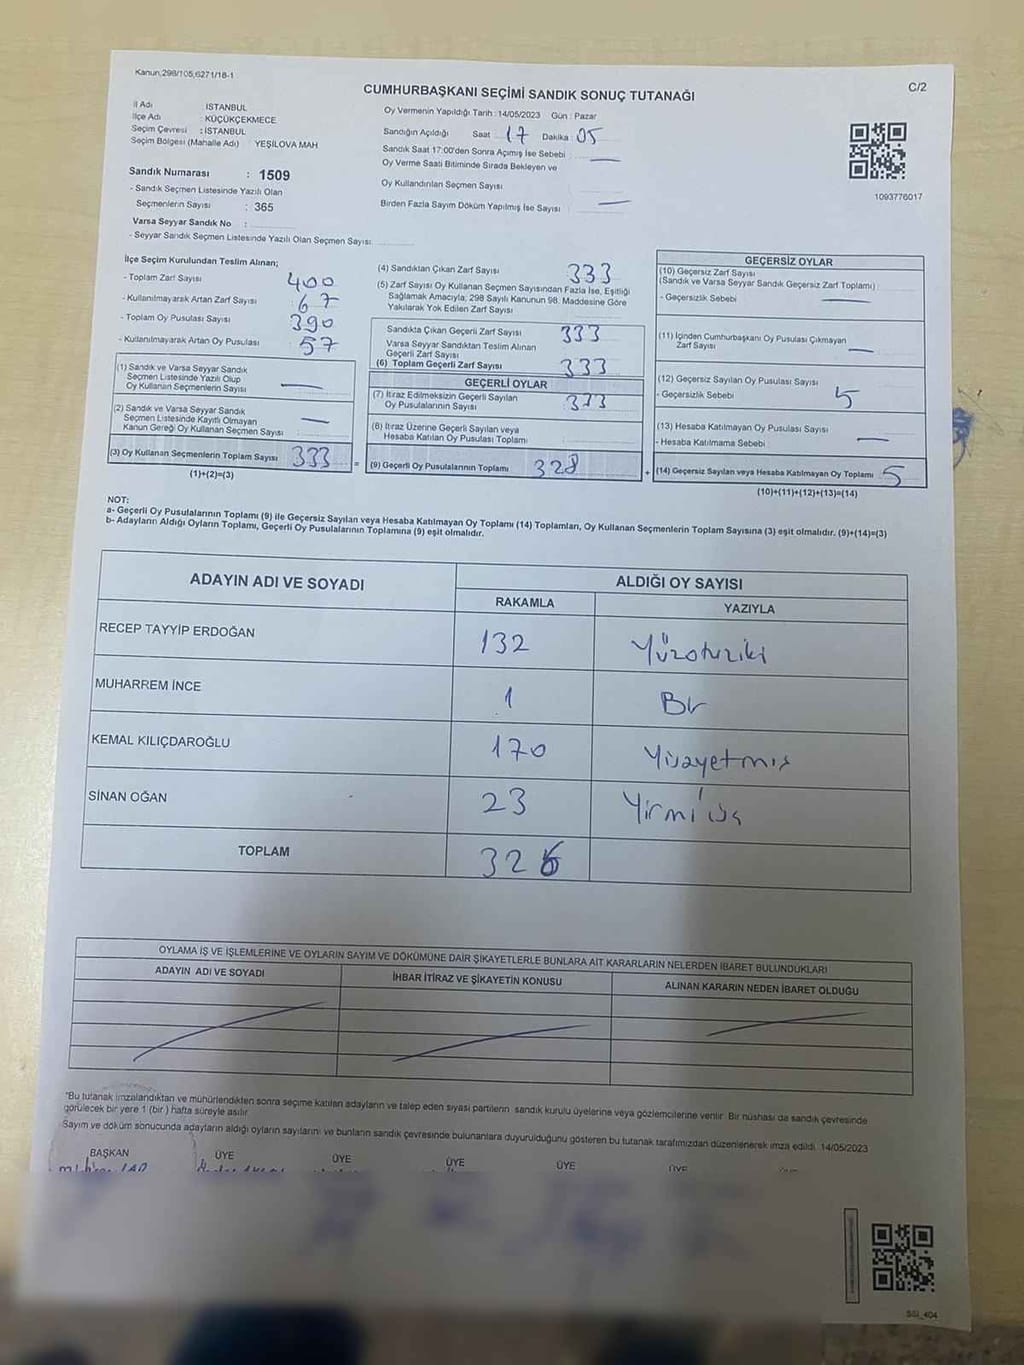 Kanun,298/105,6271/18-1
C/2
CUMHURBAŞKANI SEÇİMİ SANDIK SONUÇ TUTANAĞI
İl Adı İSTANBUL
İlçe Adı : KÜÇÜKÇEKMECE
Seçim Çevresi : İSTANBUL
Seçim Bölgesi (Mahalle Adı) YEŞİLOVA MAH
Sandık Numarası : 1509
- Sandık Seçmen Listesinde Yazılı Olan
Seçmenlerin Sayısı : 365
Varsa Seyyar Sandık No :
- Seyyar Sandık Seçmen Listesinde Yazılı Olan Seçmen Sayısı:
Oy Vermenin Yapıldığı Tarih : 14/05/2023 Gün : Pazar
Sandığın Açıldığı Saat 17 Dakika : 05
Sandık Saat 17:00'den Sonra Açımış İse Sebebi —
Oy Verme Saati Bitiminde Sırada Bekleyen ve
Oy Kullandırılan Seçmen Sayısı
Birden Fazla Sayım Döküm Yapılmış İse Sayısı —
1093776017
İlçe Seçim Kurulundan Teslim Alınan;
- Toplam Zarf Sayısı 400
- Kullanılmayarak Artan Zarf Sayısı 67
- Toplam Oy Pusulası Sayısı 390
- Kullanılmayarak Artan Oy Pusulası 57
(1) Sandık ve Varsa Seyyar Sandık
Seçmen Listesinde Yazılı Olup
Oy Kullanan Seçmenlerin Sayısı —
(2) Sandık ve Varsa Seyyar Sandık
Seçmen Listesinde Kayıtlı Olmayan
Kanun Gereği Oy Kullanan Seçmen Sayısı : —
(3) Oy Kullanan Seçmenlerin Toplam Sayısı 333
(1)+(2)=(3)
=
(4) Sandıktan Çıkan Zarf Sayısı 333
(5) Zarf Sayısı Oy Kullanan Seçmen Sayısından Fazla İse, Eşitliği
Sağlamak Amacıyla, 298 Sayılı Kanunun 98. Maddesine Göre
Yakılarak Yok Edilen Zarf Sayısı
Sandıkta Çıkan Geçerli Zarf Sayısı 333
Varsa Seyyar Sandıktan Teslim Alınan
Geçerli Zarf Sayısı
(6) Toplam Geçerli Zarf Sayısı 333
GEÇERLİ OYLAR
(7) İtiraz Edilmeksizin Geçerli Sayılan
Oy Pusulalarının Sayısı
(8) İtiraz Üzerine Geçerli Sayılan veya
Hesaba Katılan Oy Pusulası Toplamı
(9) Geçerli Oy Pusulalarının Toplamı 328
+
GEÇERSİZ OYLAR
(10) Geçersiz Zarf Sayısı
(Sandık ve Varsa Seyyar Sandık Geçersiz Zarf Toplamı)
- Geçersizlik Sebebi —
(11) İçinden Cumhurbaşkanı Oy Pusulası Çıkmayan
Zarf Sayısı —
(12) Geçersiz Sayılan Oy Pusulası Sayısı
- Geçersizlik Sebebi 5
(13) Hesaba Katılmayan Oy Pusulası Sayısı
- Hesaba Katılmama Sebebi —
(14) Geçersiz Sayılan veya Hesaba Katılmayan Oy Toplamı 5
(10)+(11)+(12)+(13)=(14)
NOT:
a- Geçerli Oy Pusulalarının Toplamı (9) ile Geçersiz Sayılan veya Hesaba Katılmayan Oy Toplamı (14) Toplamları, Oy Kullanan Seçmenlerin Toplam Sayısına (3) eşit olmalıdır. (9)+(14)=(3)
b- Adayların Aldığı Oyların Toplamı, Geçerli Oy Pusulalarının Toplamına (9) eşit olmalıdır.
ADAYIN ADI VE SOYADI
ALDIĞI OY SAYISI
RAKAMLA YAZIYLA
RECEP TAYYİP ERDOĞAN 132 Yüzotuziki
MUHARREM İNCE 1 Bir
KEMAL KILIÇDAROĞLU 170 Yüzyetmiş
SİNAN OĞAN 23 Yirmi üç
TOPLAM 326
OYLAMA İŞ VE İŞLEMLERİNE VE OYLARIN SAYIM VE DÖKÜMÜNE DAİR ŞİKAYETLERLE BUNLARA AİT KARARLARIN NELERDEN İBARET BULUNDUKLARI
ADAYIN ADI VE SOYADI İHBAR İTİRAZ VE ŞİKAYETİN KONUSU ALINAN KARARIN NEDEN İBARET OLDUĞU
"Bu tutanak imzalandıktan ve mühürlendikten sonra seçime katılan adayların ve talep eden siyasi partilerin sandık kurulu üyelerine veya gözlemcilerine verilir. Bir nüshası da sandık çevresinde
görülecek bir yere 1 (bir) hafta süreyle asılır.
Sayım ve döküm sonucunda adayların aldığı oyların sayılarını ve bunların sandık çevresinde bulunanlara duyurulduğunu gösteren bu tutanak tarafımızdan düzenlenerek imza edildi. 14/05/2023
BAŞKAN ÜYE ÜYE ÜYE ÜYE ÜYE
SSİ_404